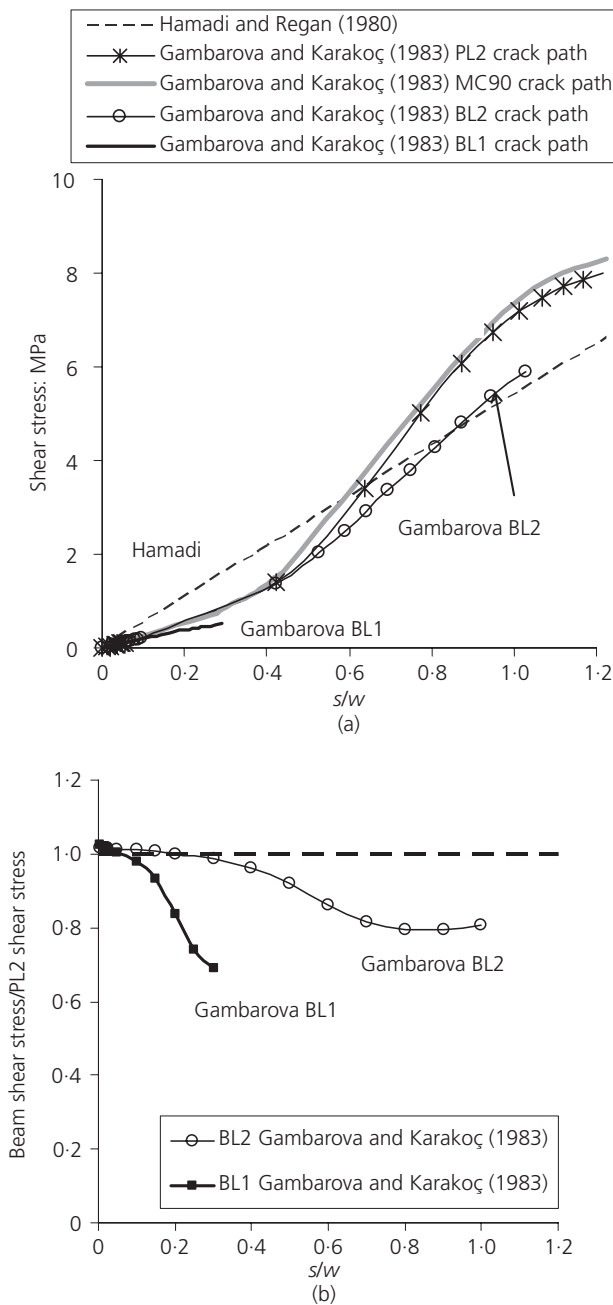 Hamadi and Regan (1980)
Gambarova and Karakoç (1983) PL2 crack path
Gambarova and Karakoç (1983) MC90 crack path
Gambarova and Karakoç (1983) BL2 crack path
Gambarova and Karakoç (1983) BL1 crack path
10
8
6
4
2
0
Shear stress: MPa
Hamadi
Gambarova BL2
Gambarova BL1
0 0·2 0·4 0·6 0·8 1·0 1·2
s/w
(a)
1·2
1·0
0·8
0·6
0·4
0·2
0
Beam shear stress/PL2 shear stress
Gambarova BL2
Gambarova BL1
BL2 Gambarova and Karakoç (1983)
BL1 Gambarova and Karakoç (1983)
0 0·2 0·4 0·6 0·8 1·0 1·2
s/w
(b)